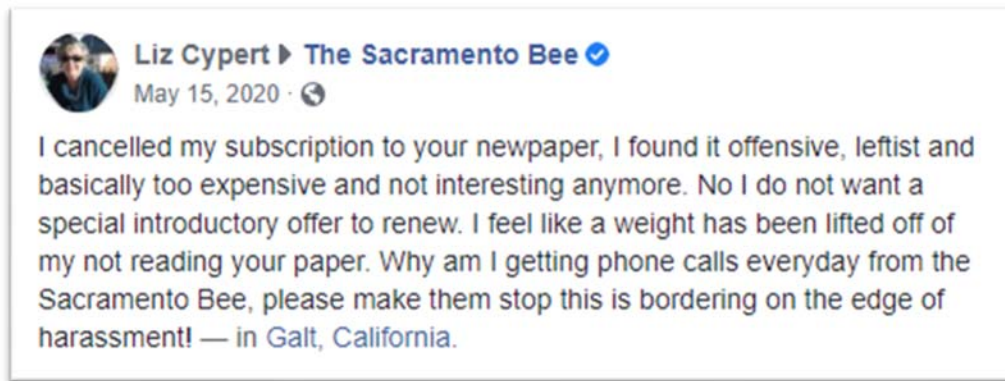 Liz Cypert ▶ The Sacramento Bee
May 15, 2020 ·
I cancelled my subscription to your newpaper, I found it offensive, leftist and
basically too expensive and not interesting anymore. No I do not want a
special introductory offer to renew. I feel like a weight has been lifted off of
my not reading your paper. Why am I getting phone calls everyday from the
Sacramento Bee, please make them stop this is bordering on the edge of
harassment! — in Galt, California.